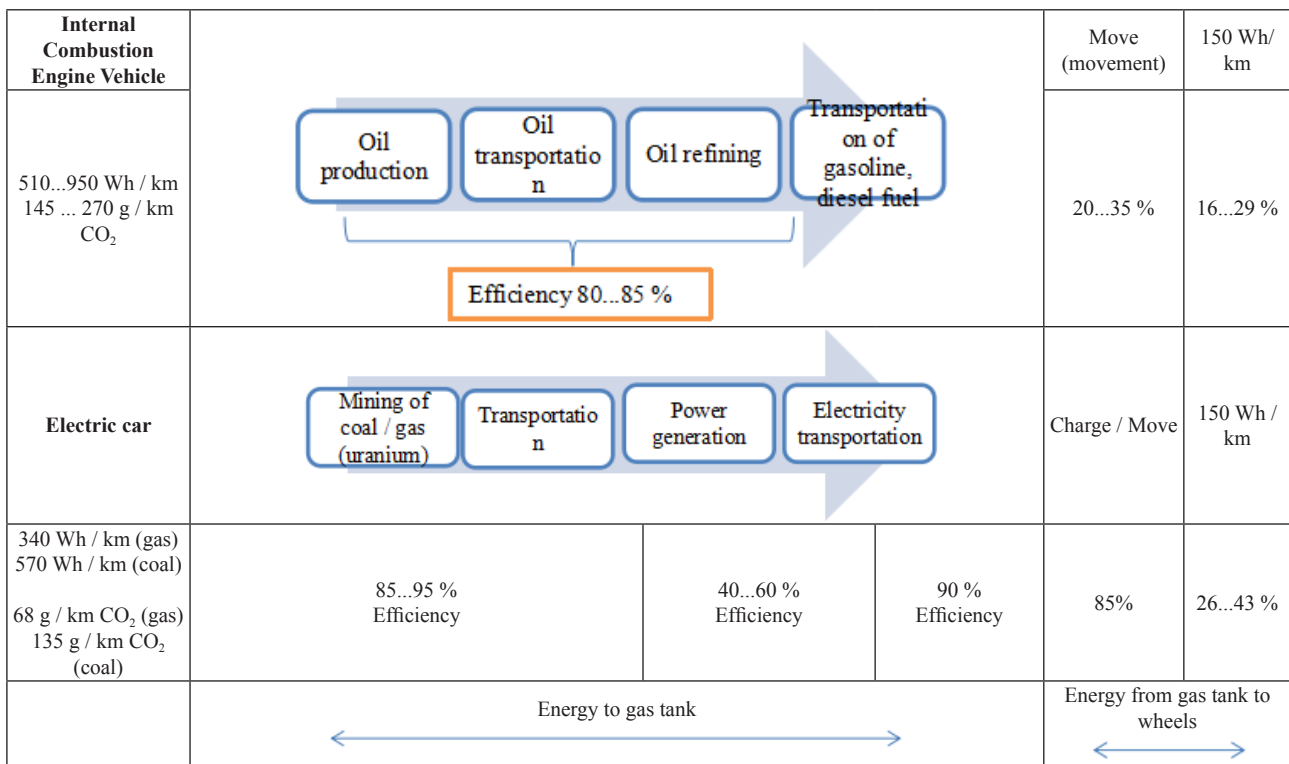 Internal
Combustion
Engine Vehicle
Move
(movement)
150 Wh/
km
510...950 Wh / km
145 ... 270 g / km
CO₂
Oil
production
Oil
transportatio
n
Oil refining
Transportati
on of
gasoline,
diesel fuel
Efficiency 80...85 %
20...35 %
16...29 %
Electric car
Mining of
coal / gas
(uranium)
Transportatio
n
Power
generation
Electricity
transportation
Charge / Move
150 Wh /
km
340 Wh / km (gas)
570 Wh / km (coal)
68 g / km CO₂ (gas)
135 g / km CO₂
(coal)
85...95 %
Efficiency
40...60 %
Efficiency
90 %
Efficiency
85%
26...43 %
Energy to gas tank
Energy from gas tank to
wheels